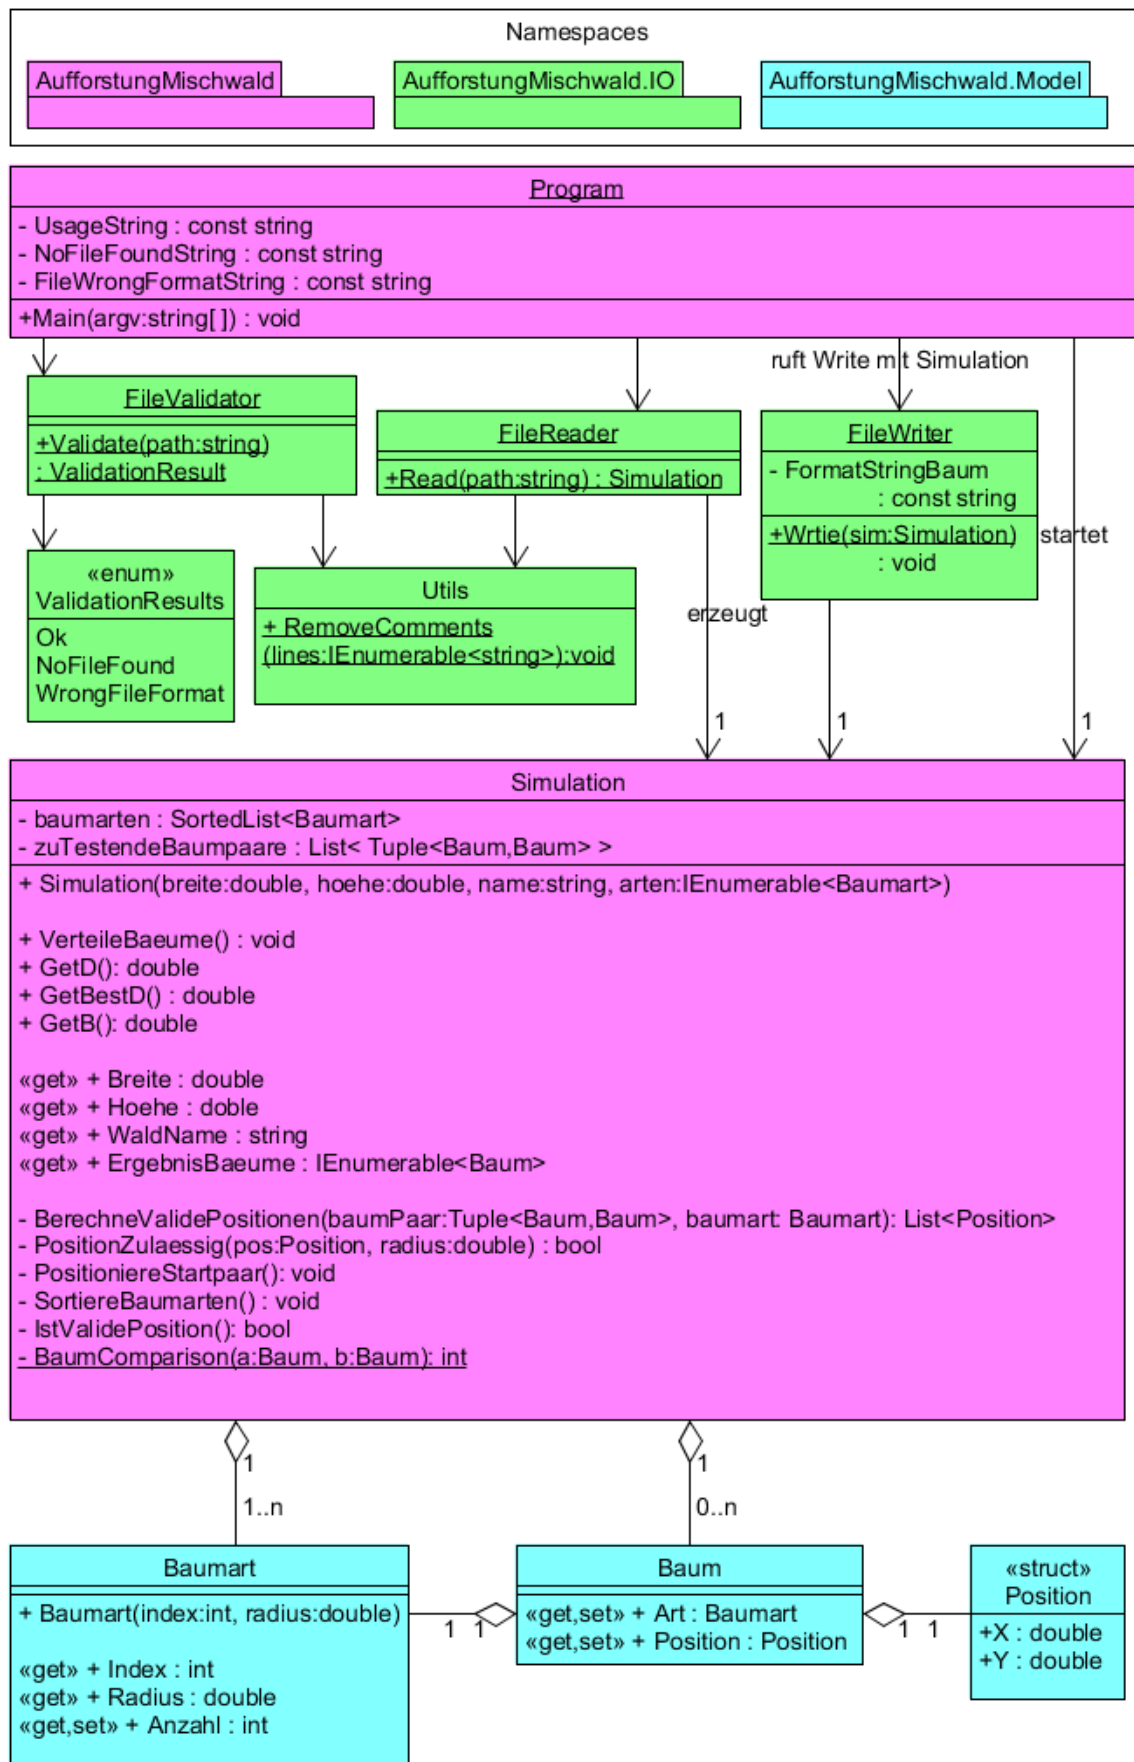 Namespaces
AufforstungMischwald
AufforstungMischwald.IO
AufforstungMischwald.Model
Program
- UsageString : const string
- NoFileFoundString : const string
- FileWrongFormatString : const string
+Main(argv:string[ ]) : void
ruft Write mit Simulation
FileValidator
+Validate(path:string)
: ValidationResult
FileReader
+Read(path:string) : Simulation
FileWriter
- FormatStringBaum
: const string
+Wrtie(sim:Simulation)
: void
startet
«enum»
ValidationResults
Ok
NoFileFound
WrongFileFormat
Utils
+ RemoveComments
(lines:IEnumerable<string>):void
erzeugt
1
1
1
Simulation
- baumarten : SortedList<Baumart>
- zuTestendeBaumpaare : List< Tuple<Baum,Baum> >
+ Simulation(breite:double, hoehe:double, name:string, arten:IEnumerable<Baumart>)
+ VerteileBaeume() : void
+ GetD(): double
+ GetBestD() : double
+ GetB(): double
«get» + Breite : double
«get» + Hoehe : doble
«get» + WaldName : string
«get» + ErgebnisBaeume : IEnumerable<Baum>
- BerechneValidePositionen(baumPaar:Tuple<Baum,Baum>, baumart: Baumart): List<Position>
- PositionZulaessig(pos:Position, radius:double) : bool
- PositioniereStartpaar(): void
- SortiereBaumarten() : void
- IstValidePosition(): bool
- BaumComparison(a:Baum, b:Baum): int
1
1..n
1
0..n
Baumart
+ Baumart(index:int, radius:double)
«get» + Index : int
«get» + Radius : double
«get,set» + Anzahl : int
1 1
Baum
«get,set» + Art : Baumart
«get,set» + Position : Position
1 1
«struct»
Position
+X : double
+Y : double